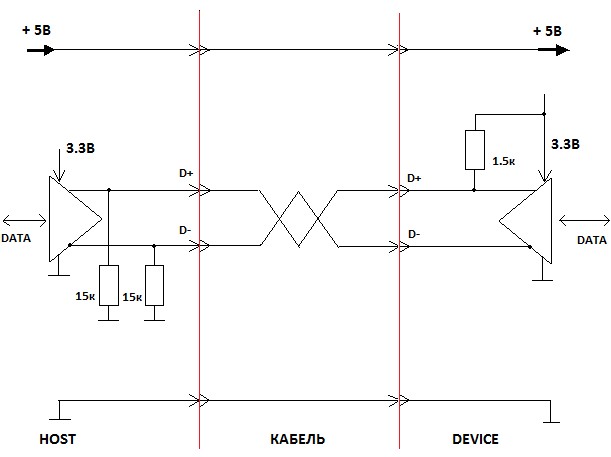 + 5В
+ 5В
3.3В
3.3В
1.5к
D+
D+
D-
D-
DATA
DATA
15к
15к
HOST
КАБЕЛЬ
DEVICE